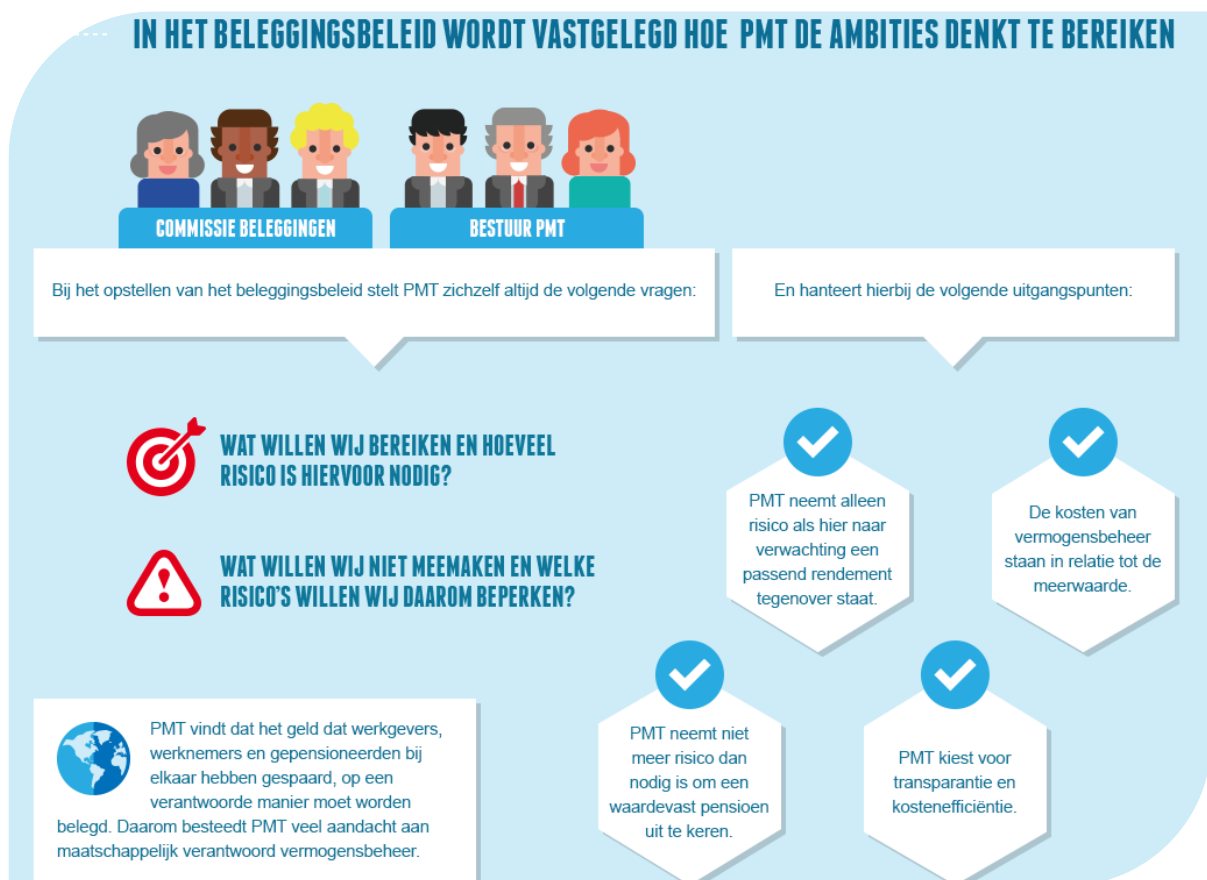 IN HET BELEGGINGSBELEID WORDT VASTGELEGD HOE PMT DE AMBITIES DENKT TE BEREIKEN
COMMISSIE BELEGGINGEN
BESTUUR PMT
Bij het opstellen van het beleggingsbeleid stelt PMT zichzelf altijd de volgende vragen:
En hanteert hierbij de volgende uitgangspunten:
WAT WILLEN WIJ BEREIKEN EN HOEVEEL
RISICO IS HIERVOOR NODIG?
WAT WILLEN WIJ NIET MEEMAKEN EN WELKE
RISICO'S WILLEN WIJ DAAROM BEPERKEN?
PMT neemt alleen
risico als hier naar
verwachting een
passend rendement
tegenover staat.
De kosten van
vermogensbeheer
staan in relatie tot de
meerwaarde.
PMT neemt niet
meer risico dan
nodig is om een
waardevast pensioen
uit te keren.
PMT kiest voor
transparantie en
kostenefficiëntie.
PMT vindt dat het geld dat werkgevers,
werknemers en gepensioneerden bij
elkaar hebben gespaard, op een
verantwoorde manier moet worden
belegd. Daarom besteedt PMT veel aandacht aan
maatschappelijk verantwoord vermogensbeheer.